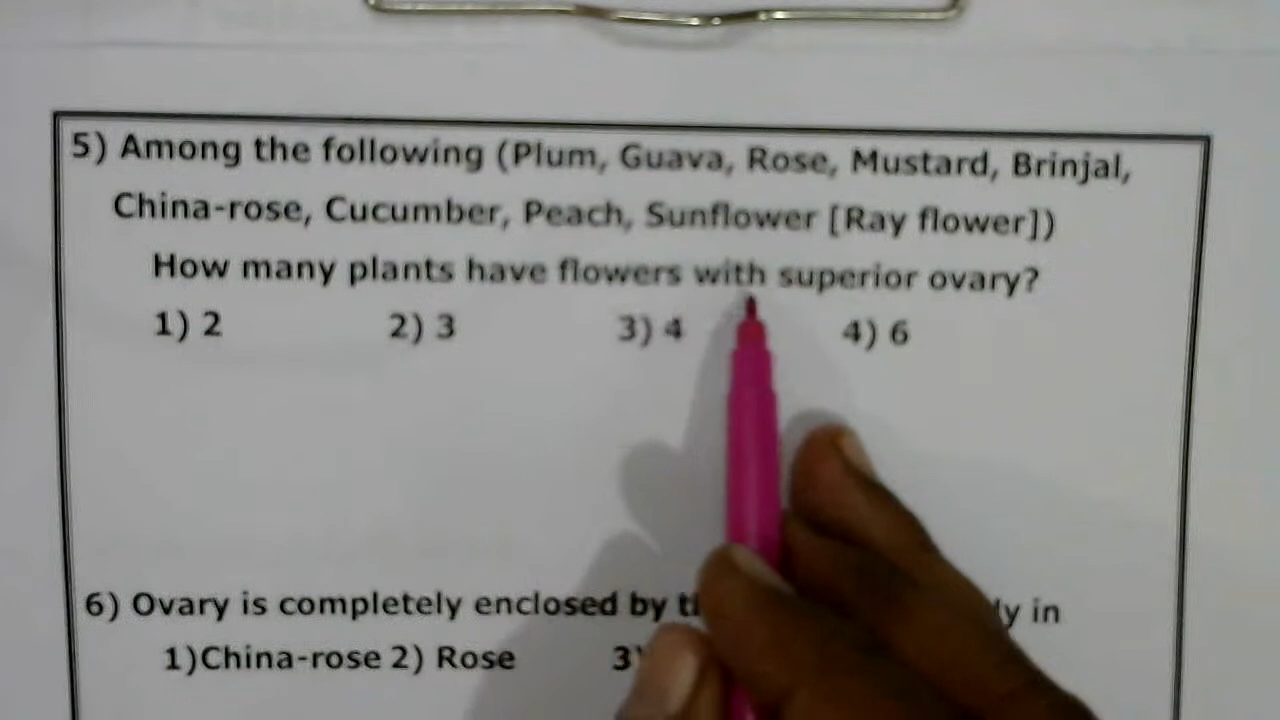 5) Among the following (Plum, Guava, Rose, Mustard, Brinjal,
China-rose, Cucumber, Peach, Sunflower [Ray flower])
How many plants have flowers with superior ovary?
1) 2 2) 3 3) 4 4) 6
6) Ovary is completely enclosed by in
1)China-rose 2) Rose 3)